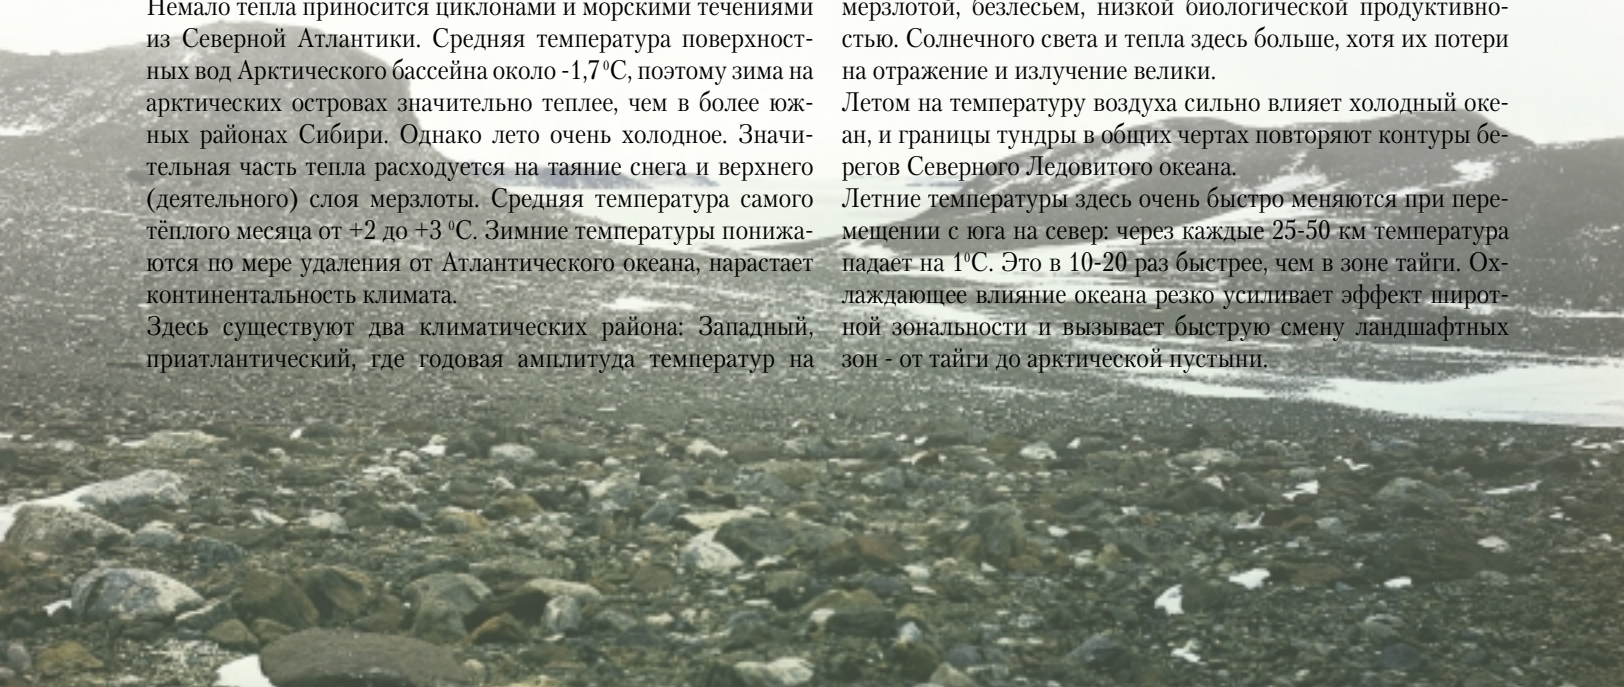 Немало тепла приносится циклонами и морскими течениями
из Северной Атлантики. Средняя температура поверхност-
ных вод Арктического бассейна около -1,7⁰С, поэтому зима на
арктических островах значительно теплее, чем в более юж-
ных районах Сибири. Однако лето очень холодное. Значи-
тельная часть тепла расходуется на таяние снега и верхнего
(деятельного) слоя мерзлоты. Средняя температура самого
тёплого месяца от +2 до +3 ⁰С. Зимние температуры понижа-
ются по мере удаления от Атлантического океана, нарастает
континентальность климата.
Здесь существуют два климатических района: Западный,
приатлантический, где годовая амплитуда температур на
мерзлотой, безлесьем, низкой биологической продуктивно-
стью. Солнечного света и тепла здесь больше, хотя их потери
на отражение и излучение велики.
Летом на температуру воздуха сильно влияет холодный оке-
ан, и границы тундры в общих чертах повторяют контуры бе-
регов Северного Ледовитого океана.
Летние температуры здесь очень быстро меняются при пере-
мещении с юга на север: через каждые 25-50 км температура
падает на 1⁰С. Это в 10-20 раз быстрее, чем в зоне тайги. Ох-
лаждающее влияние океана резко усиливает эффект широт-
ной зональности и вызывает быструю смену ландшафтных
зон - от тайги до арктической пустыни.